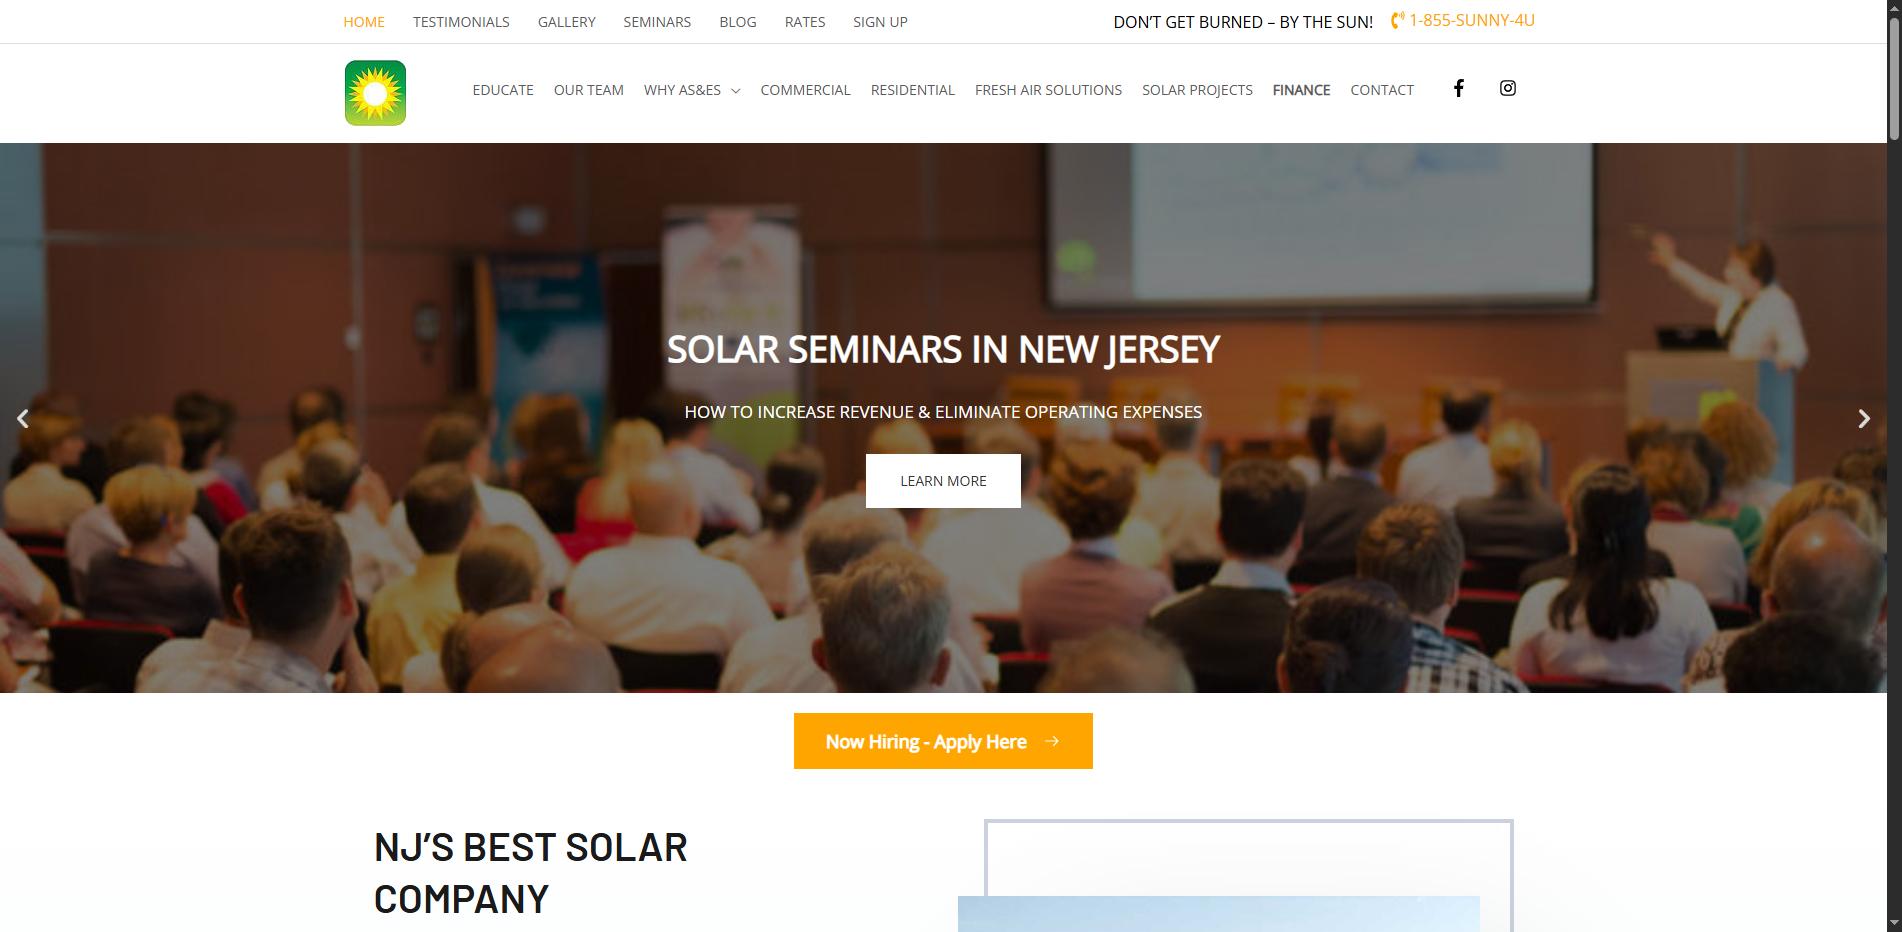 HOME TESTIMONIALS GALLERY SEMINARS BLOG RATES SIGN UP DON’T GET BURNED – BY THE SUN! 1-855-SUNNY-4U
EDUCATE OUR TEAM WHY AS&ES COMMERCIAL RESIDENTIAL FRESH AIR SOLUTIONS SOLAR PROJECTS FINANCE CONTACT
SOLAR SEMINARS IN NEW JERSEY
HOW TO INCREASE REVENUE & ELIMINATE OPERATING EXPENSES
LEARN MORE
Now Hiring - Apply Here
NJ’S BEST SOLAR
COMPANY